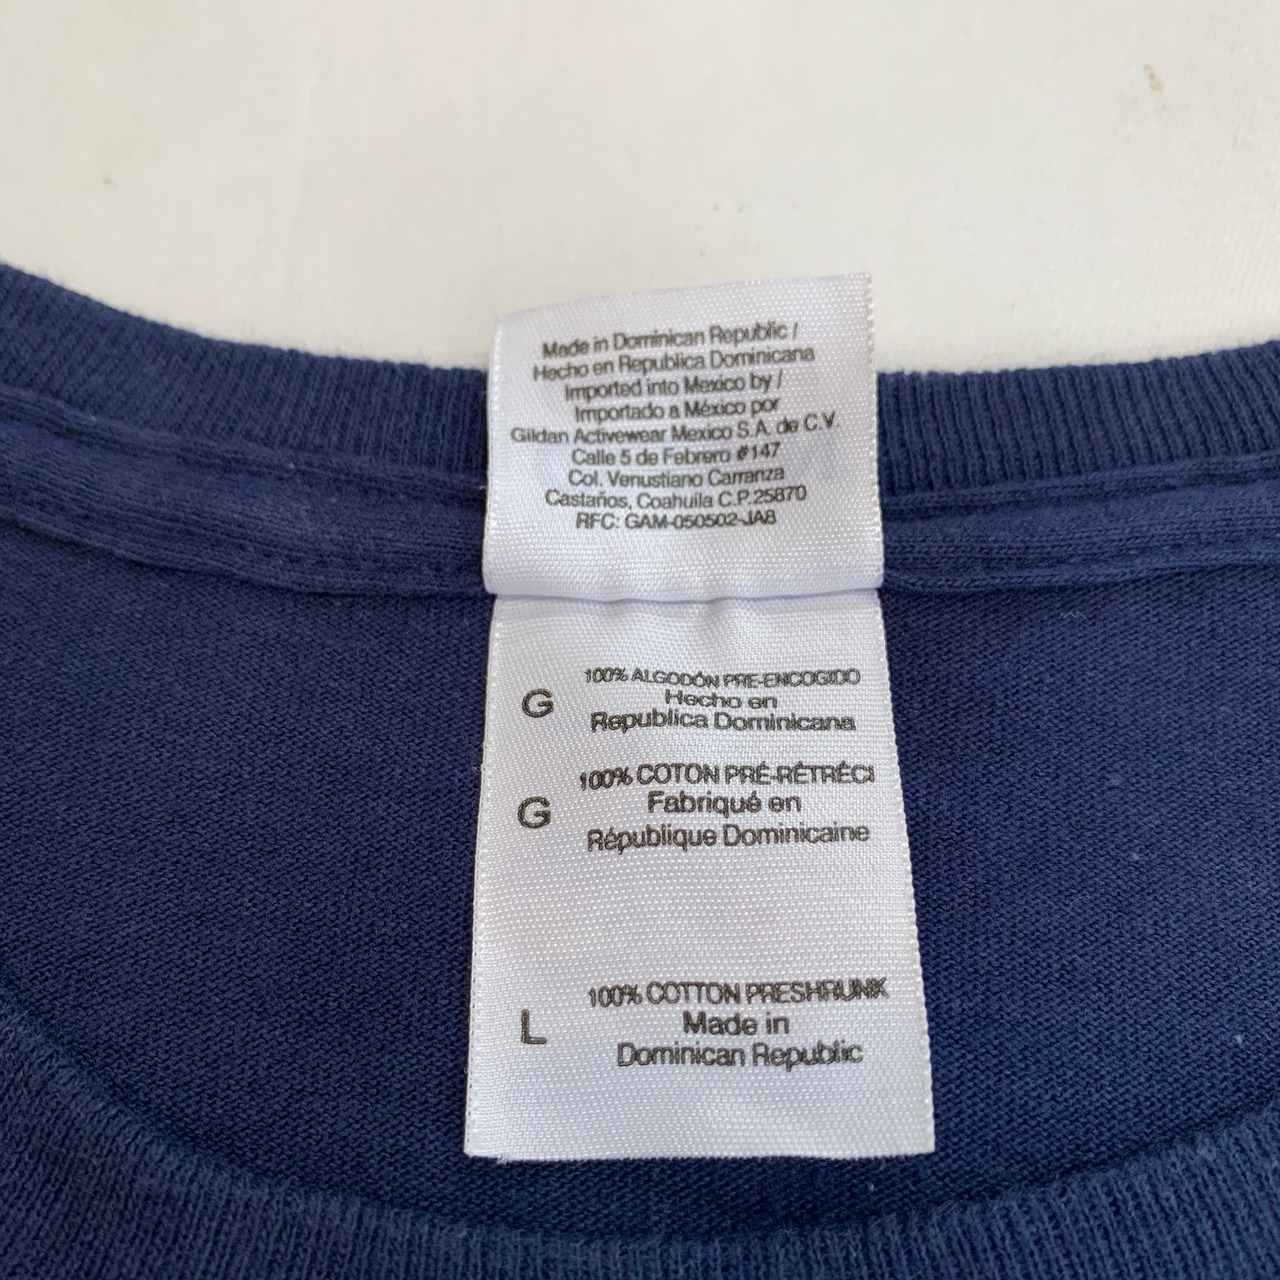 Made in Dominican Republic /
Hecho en Republica Dominicana
Imported into Mexico by /
Importado a México por
Gildan Activewear Mexico S.A. de C.V.
Calle 5 de Febrero #147
Col. Venustiano Carranza
Castaños, Coahuila C.P.25870
RFC: GAM-050502-JA8
100% ALGODÓN PRE-ENCOGIDO
G Hecho en
Republica Dominicana
100% COTON PRÉ-RÉTRÉCI
G Fabriqué en
République Dominicaine
100% COTTON PRESHRUNK
L Made in
Dominican Republic